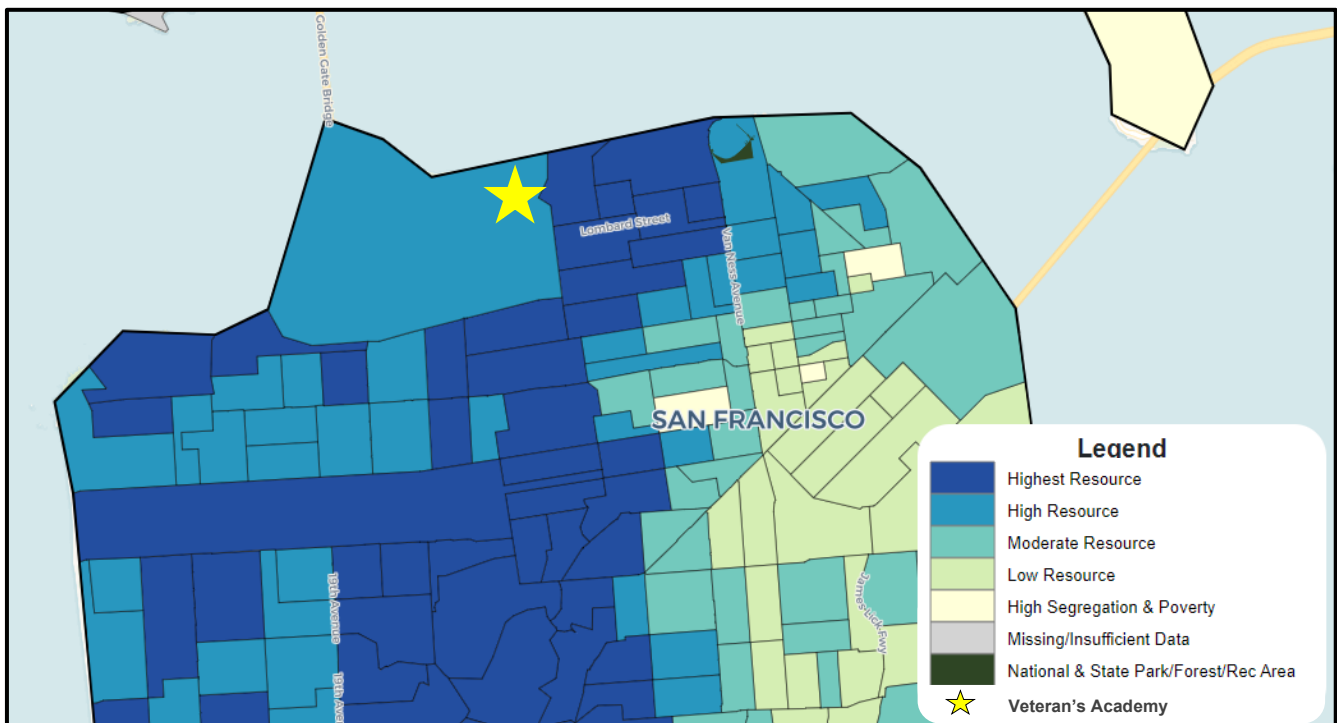 Golden Gate Bridge
Lombard Street
Van Ness Avenue
SAN FRANCISCO
19th Avenue
19th Aven
James Lick Fwy
Legend
Highest Resource
High Resource
Moderate Resource
Low Resource
High Segregation & Poverty
Missing/Insufficient Data
National & State Park/Forest/Rec Area
Veteran's Academy